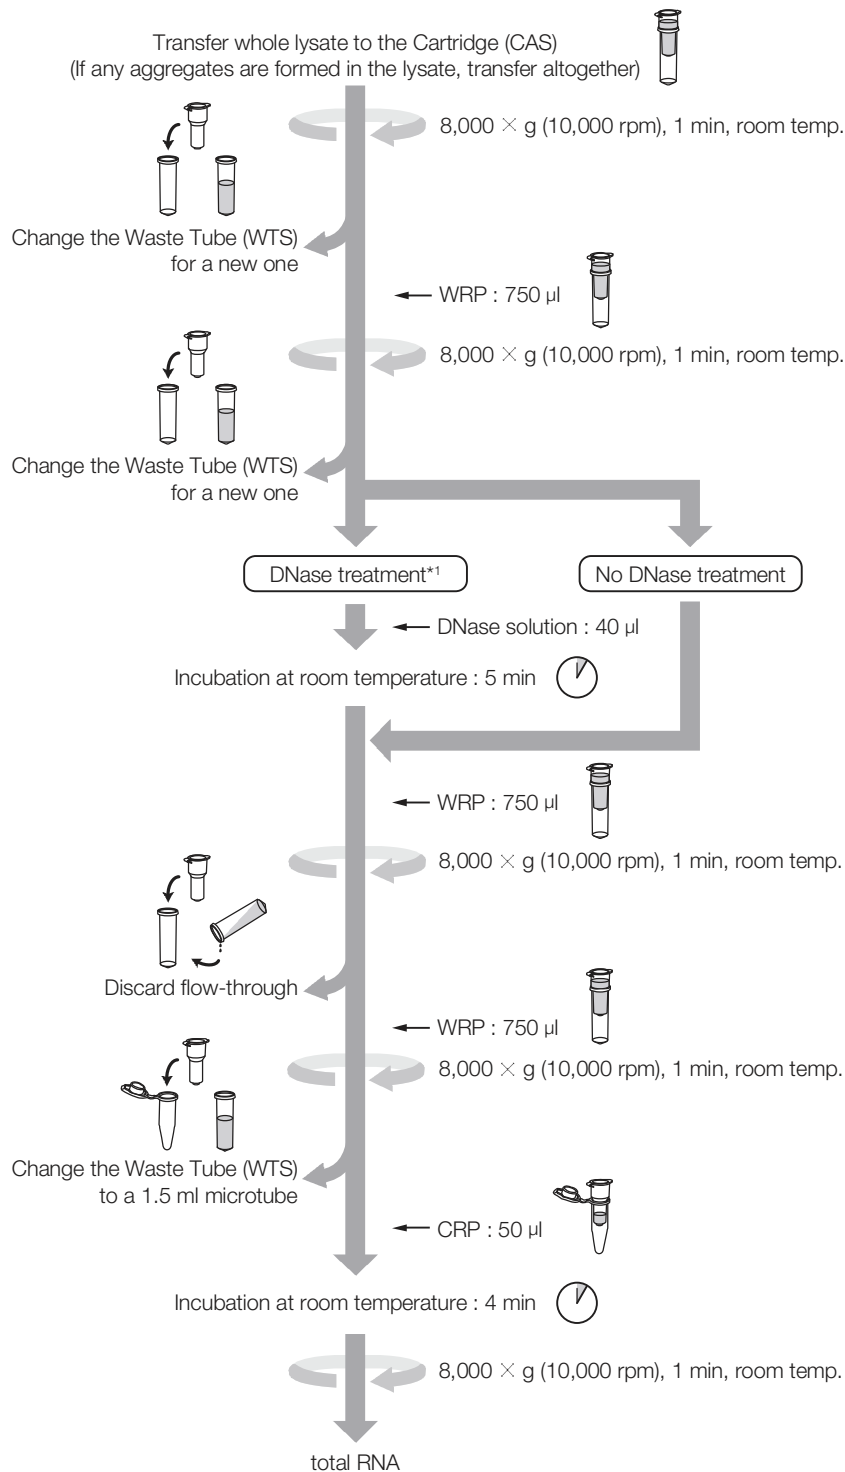 Transfer whole lysate to the Cartridge (CAS)
(If any aggregates are formed in the lysate, transfer altogether)
8,000 × g (10,000 rpm), 1 min, room temp.
Change the Waste Tube (WTS)
for a new one
WRP : 750 µl
8,000 × g (10,000 rpm), 1 min, room temp.
Change the Waste Tube (WTS)
for a new one
DNase treatment*1
No DNase treatment
DNase solution : 40 µl
Incubation at room temperature : 5 min
WRP : 750 µl
8,000 × g (10,000 rpm), 1 min, room temp.
Discard flow-through
WRP : 750 µl
8,000 × g (10,000 rpm), 1 min, room temp.
Change the Waste Tube (WTS)
to a 1.5 ml microtube
CRP : 50 µl
Incubation at room temperature : 4 min
8,000 × g (10,000 rpm), 1 min, room temp.
total RNA